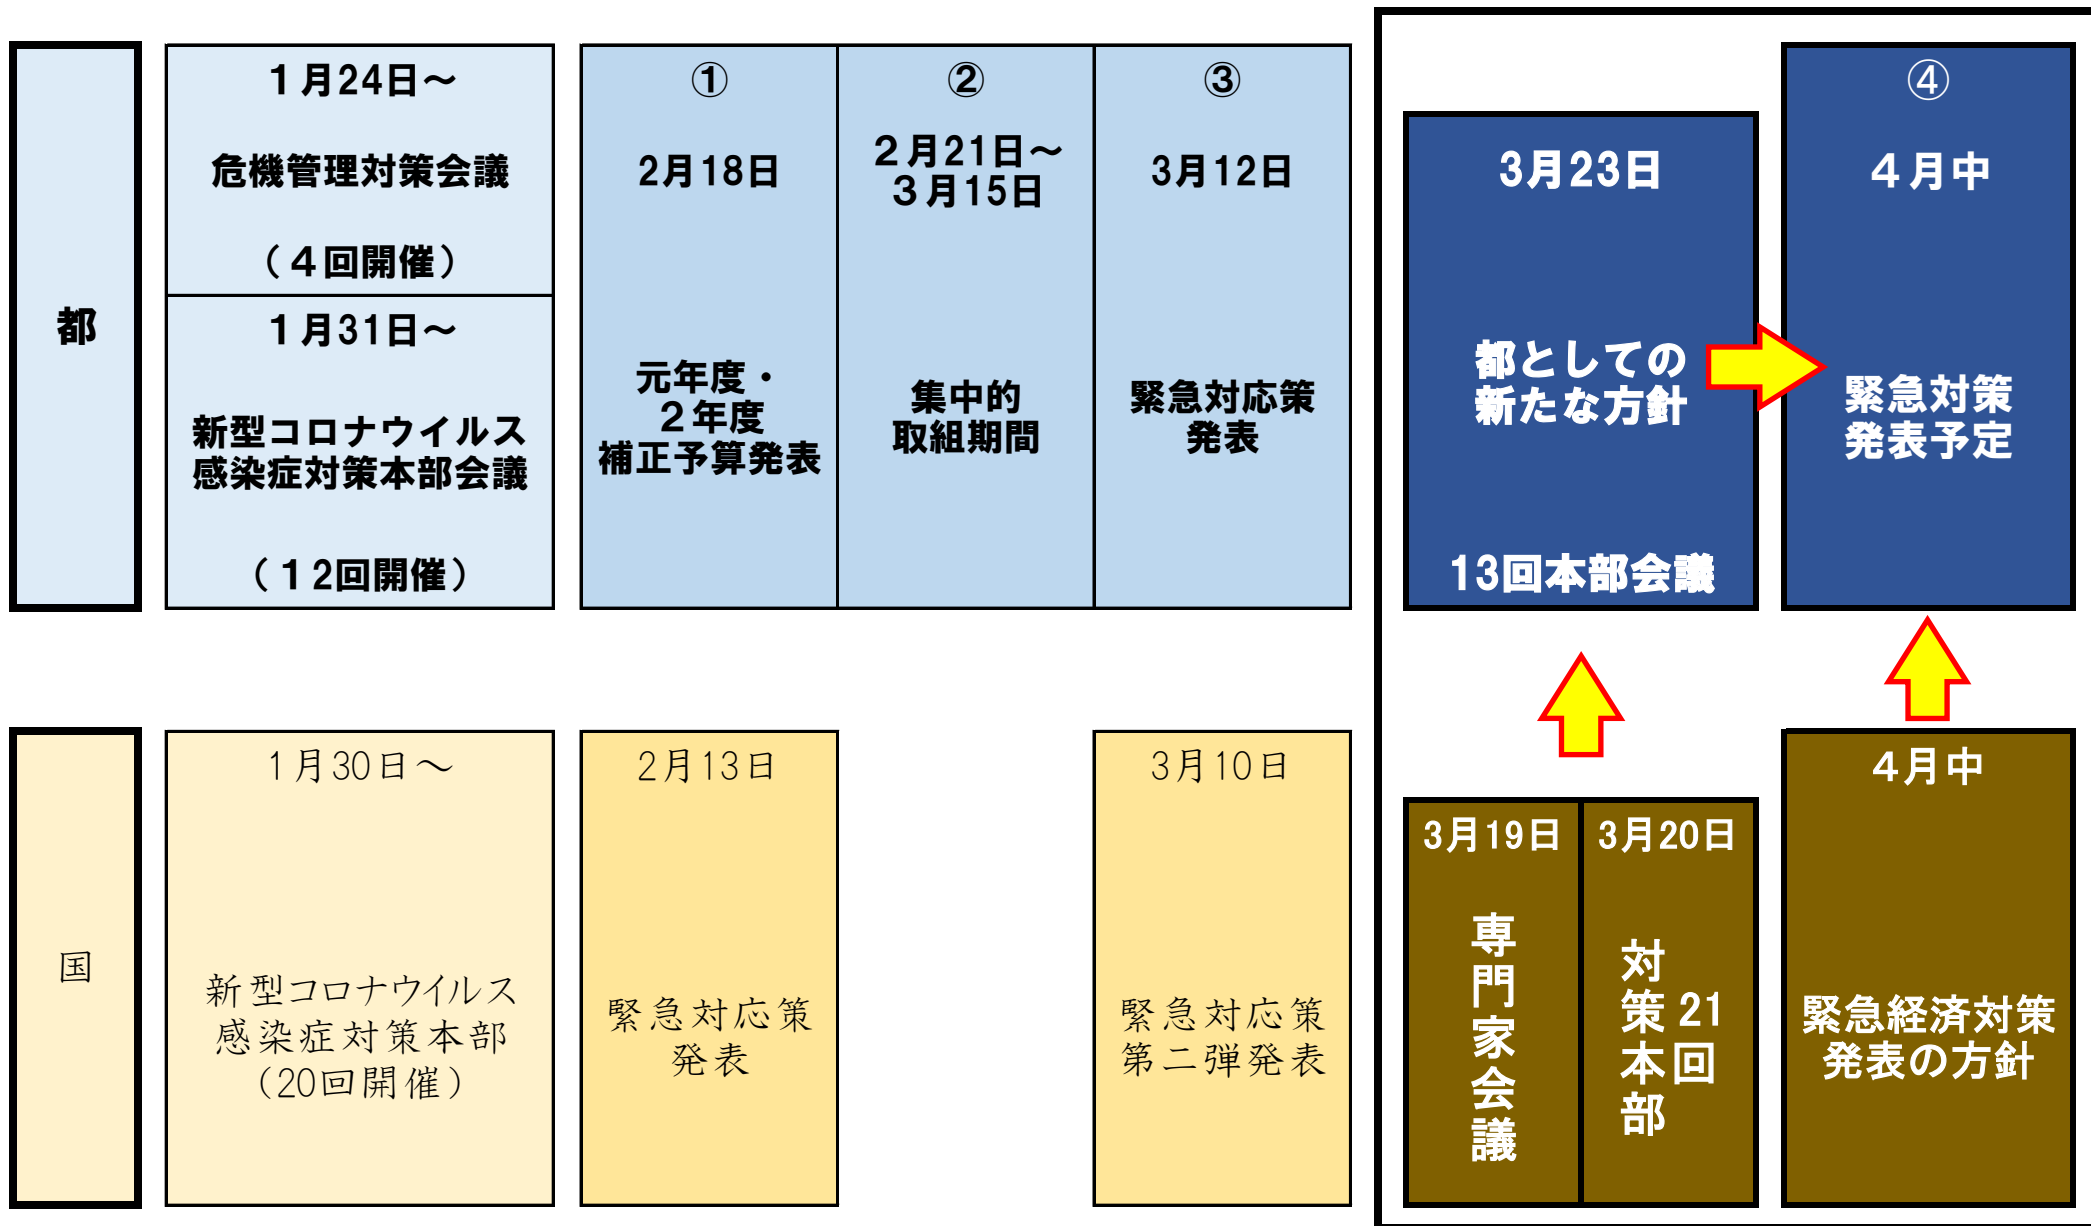 都
１月24日～
危機管理対策会議
（４回開催）
１月31日～
新型コロナウイルス
感染症対策本部会議
（１2回開催）
①
2月18日
元年度・
２年度
補正予算発表
②
２月21日～
３月15日
集中的
取組期間
③
3月12日
緊急対応策
発表
3月23日
都としての
新たな方針
13回本部会議
④
４月中
緊急対策
発表予定
国
1月30日～
新型コロナウイルス
感染症対策本部
（20回開催）
2月13日
緊急対応策
発表
3月10日
緊急対応策
第二弾発表
3月19日
専門家会議
3月20日
21回
対策本部
４月中
緊急経済対策
発表の方針